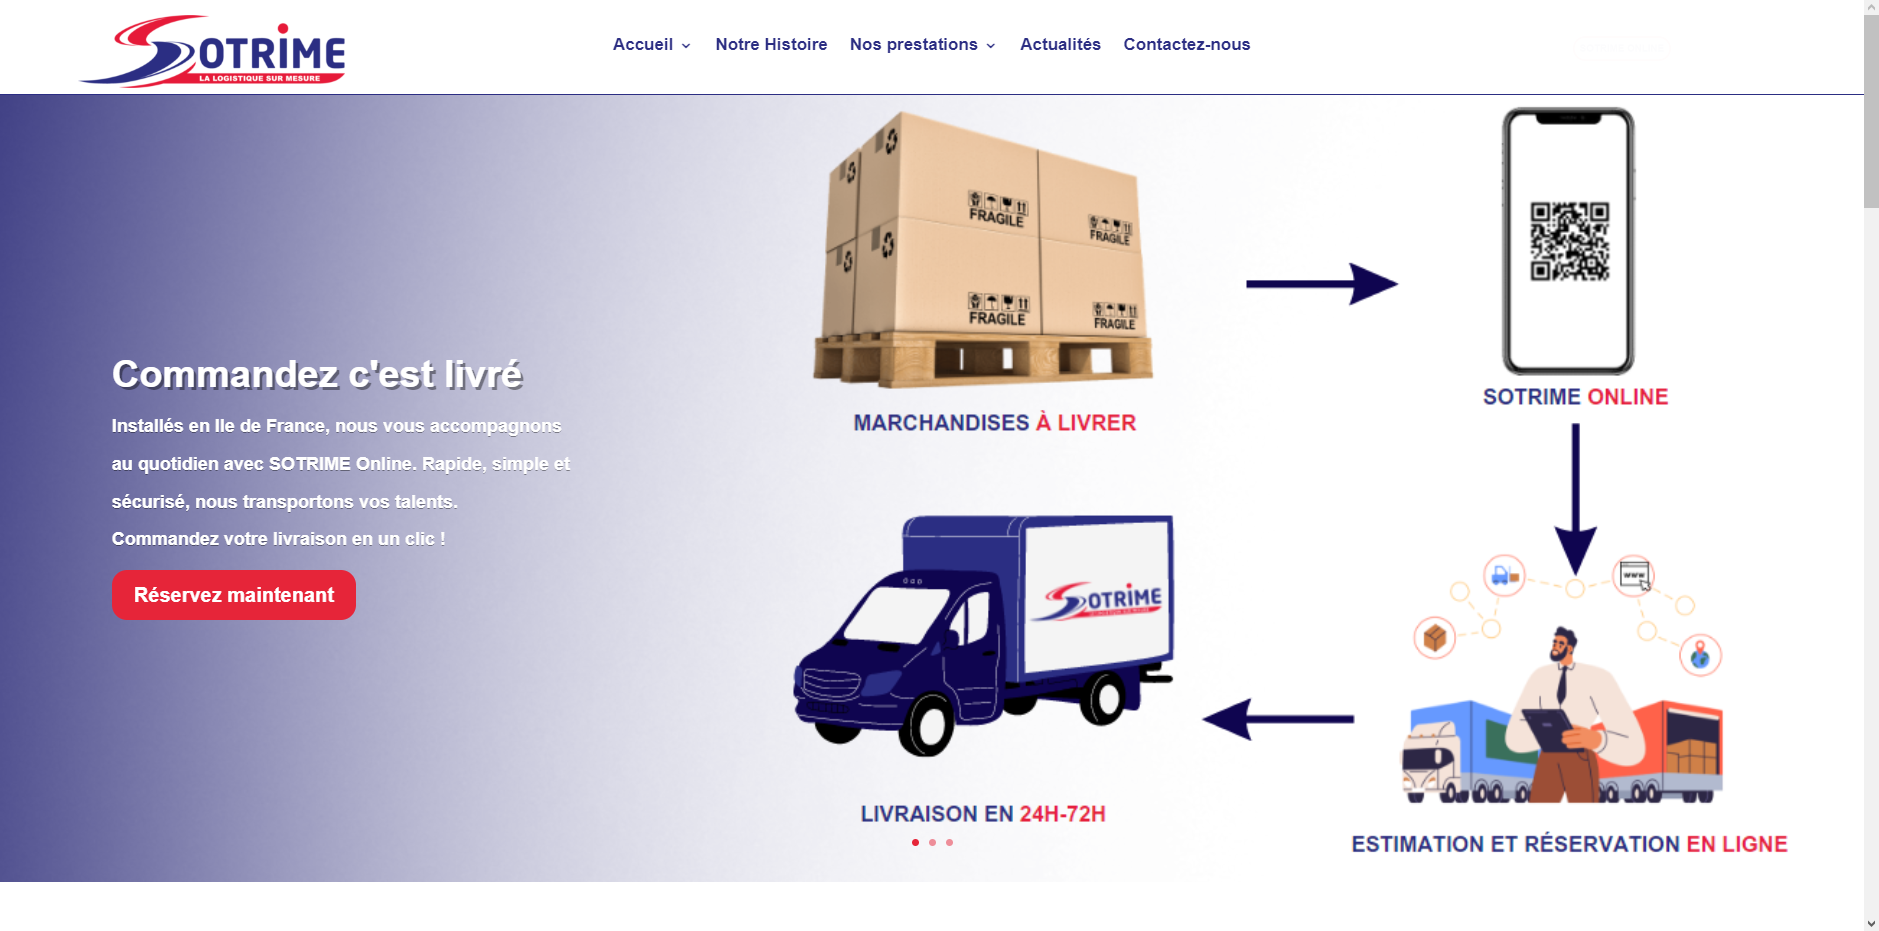 SOTRIME
LA LOGISTIQUE SUR MESURE
Accueil
Notre Histoire
Nos prestations
Actualités
Contactez-nous
Commandez c'est livré
Installés en Ile de France, nous vous accompagnons
au quotidien avec SOTRIME Online. Rapide, simple et
sécurisé, nous transportons vos talents.
Commandez votre livraison en un clic !
Réservez maintenant
FRAGILE
FRAGILE
FRAGILE
FRAGILE
MARCHANDISES À LIVRER
SOTRIME ONLINE
www
SOTRIME
LIVRAISON EN 24H-72H
ESTIMATION ET RÉSERVATION EN LIGNE